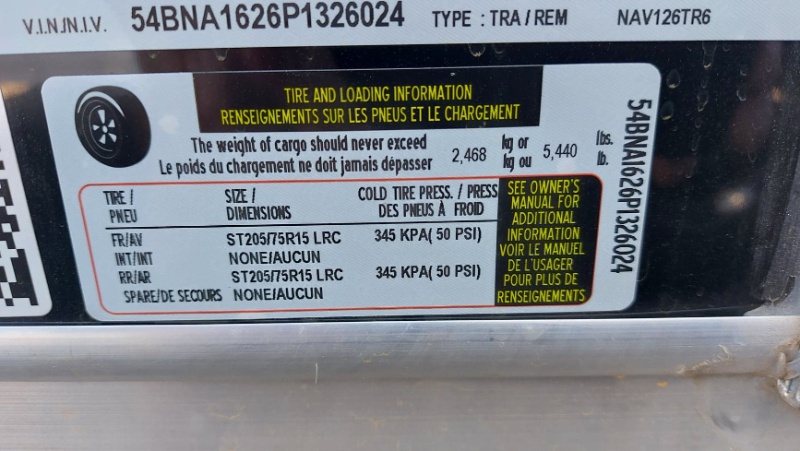 V.I.N./N.I.V. 54BNA1626P1326024 TYPE : TRA / REM NAV126TR6
TIRE AND LOADING INFORMATION
RENSEIGNEMENTS SUR LES PNEUS ET LE CHARGEMENT
The weight of cargo should never exceed
Le poids du chargement ne doit jamais dépasser
2,468 kg or 5,440 lbs.
kg ou lb.
TIRE / SIZE / COLD TIRE PRESS. / PRESS
PNEU DIMENSIONS DES PNEUS À FROID
FR/AV ST205/75R15 LRC 345 KPA( 50 PSI)
INT/INT NONE/AUCUN
RR/AR ST205/75R15 LRC 345 KPA( 50 PSI)
SPARE/DE SECOURS NONE/AUCUN
SEE OWNER'S
MANUAL FOR
ADDITIONAL
INFORMATION
VOIR LE MANUEL
DE L'USAGER
POUR PLUS DE
RENSEIGNEMENTS
54BNA1626P1326024